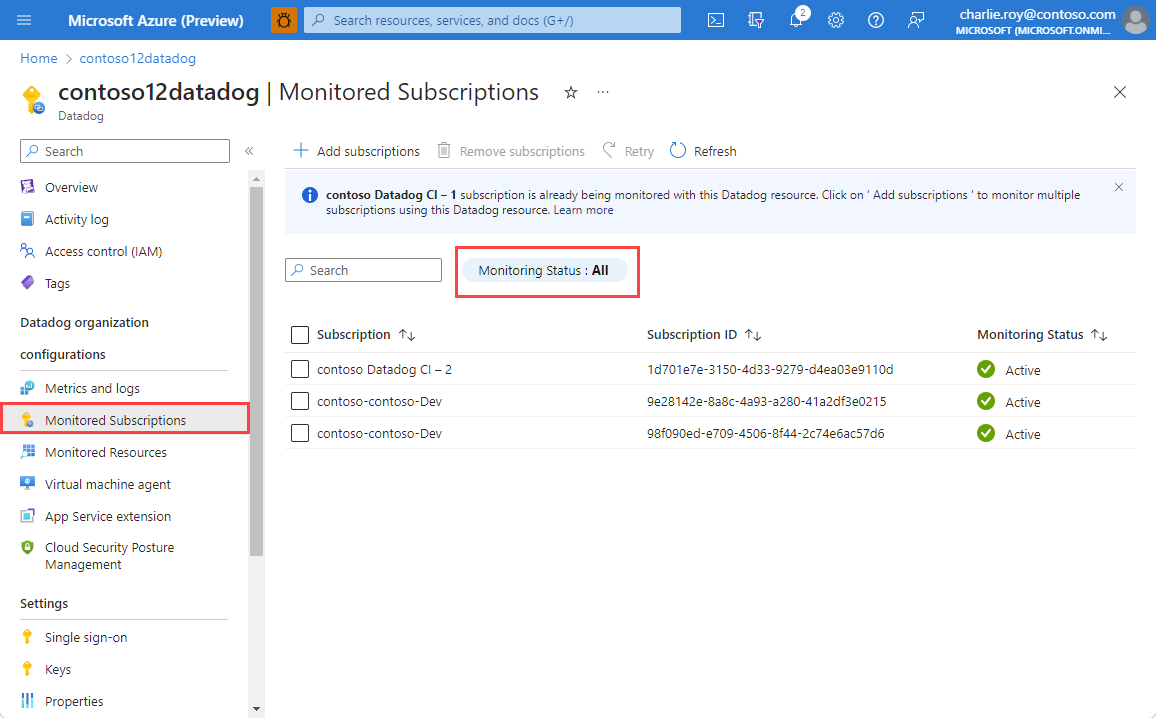 Microsoft Azure (Preview)
Search resources, services, and docs (G+/)
2
charlie.roy@contoso.com
MICROSOFT (MICROSOFT.ONMI...
Home > contoso12datadog
contoso12datadog | Monitored Subscriptions
Datadog
Search
Overview
Activity log
Access control (IAM)
Tags
Datadog organization
configurations
Metrics and logs
Monitored Subscriptions
Monitored Resources
Virtual machine agent
App Service extension
Cloud Security Posture
Management
Settings
Single sign-on
Keys
Properties
Add subscriptions Remove subscriptions Retry Refresh
contoso Datadog CI – 1 subscription is already being monitored with this Datadog resource. Click on ' Add subscriptions ' to monitor multiple
subscriptions using this Datadog resource. Learn more
Search
Monitoring Status : All
Subscription Subscription ID Monitoring Status
contoso Datadog CI – 2 1d701e7e-3150-4d33-9279-d4ea03e9110d Active
contoso-contoso-Dev 9e28142e-8a8c-4a93-a280-41a2df3e0215 Active
contoso-contoso-Dev 98f090ed-e709-4506-8f44-2c74e6ac57d6 Active